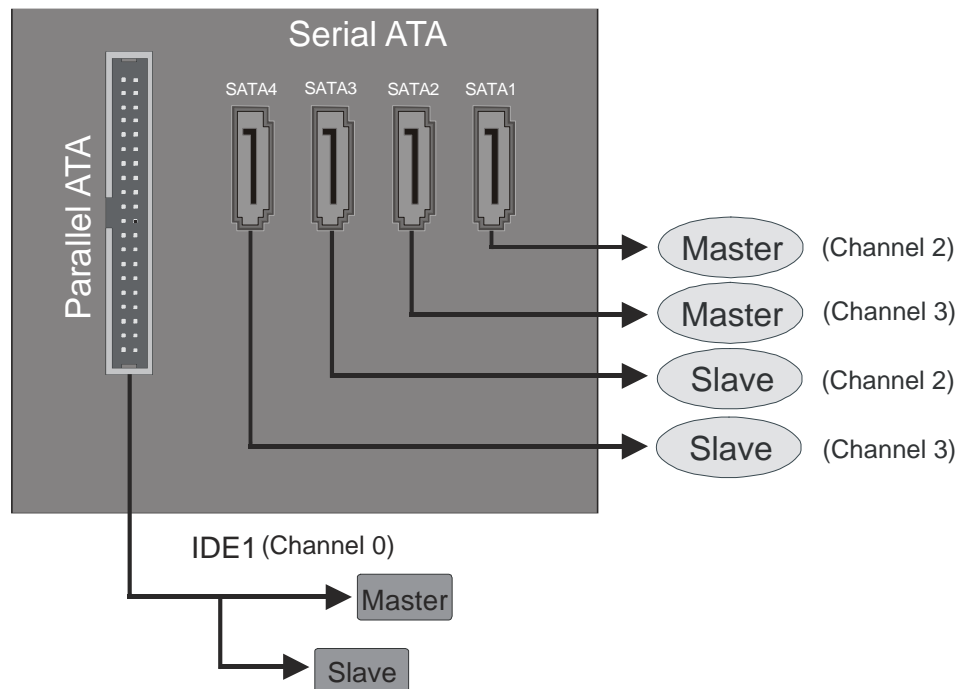 Serial ATA
SATA4 SATA3 SATA2 SATA1
Parallel ATA
Master (Channel 2)
Master (Channel 3)
Slave (Channel 2)
Slave (Channel 3)
IDE1 (Channel 0)
Master
Slave